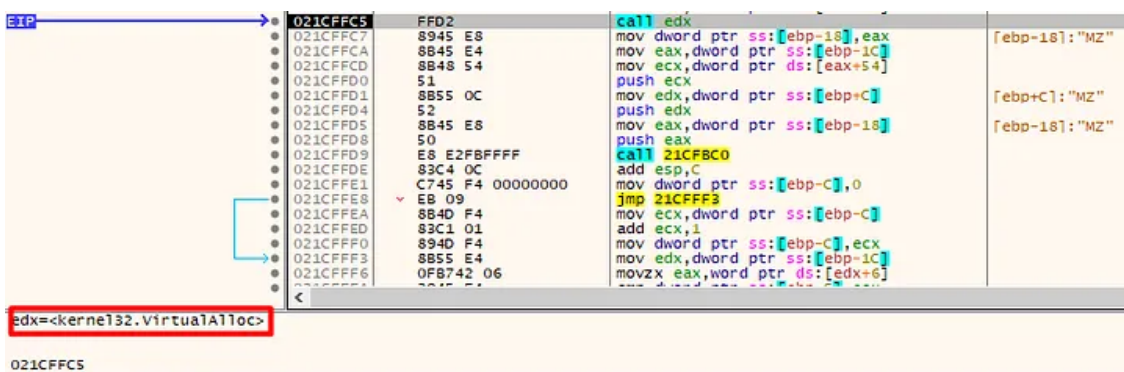 EIP 021CFFC5 FFD2 call edx
021CFFC7 8945 E8 mov dword ptr ss:[ebp-18],eax [ebp-18]:"MZ"
021CFFCA 8B45 E4 mov eax,dword ptr ss:[ebp-1C]
021CFFCD 8B48 54 mov ecx,dword ptr ds:[eax+54]
021CFFD0 51 push ecx
021CFFD1 8B55 0C mov edx,dword ptr ss:[ebp+C] [ebp+C]:"MZ"
021CFFD4 52 push edx
021CFFD5 8B45 E8 mov eax,dword ptr ss:[ebp-18] [ebp-18]:"MZ"
021CFFD8 50 push eax
021CFFD9 E8 E2FBFFFF call 21CFBC0
021CFFDE 83C4 0C add esp,C
021CFFE1 C745 F4 00000000 mov dword ptr ss:[ebp-C],0
021CFFE8 EB 09 jmp 21CFFF3
021CFFEA 8B4D F4 mov ecx,dword ptr ss:[ebp-C]
021CFFED 83C1 01 add ecx,1
021CFFF0 894D F4 mov dword ptr ss:[ebp-C],ecx
021CFFF3 8B55 E4 mov edx,dword ptr ss:[ebp-1C]
021CFFF6 0FB742 06 movzx eax,word ptr ds:[edx+6]
edx=<kernel32.VirtualAlloc>
021CFFC5